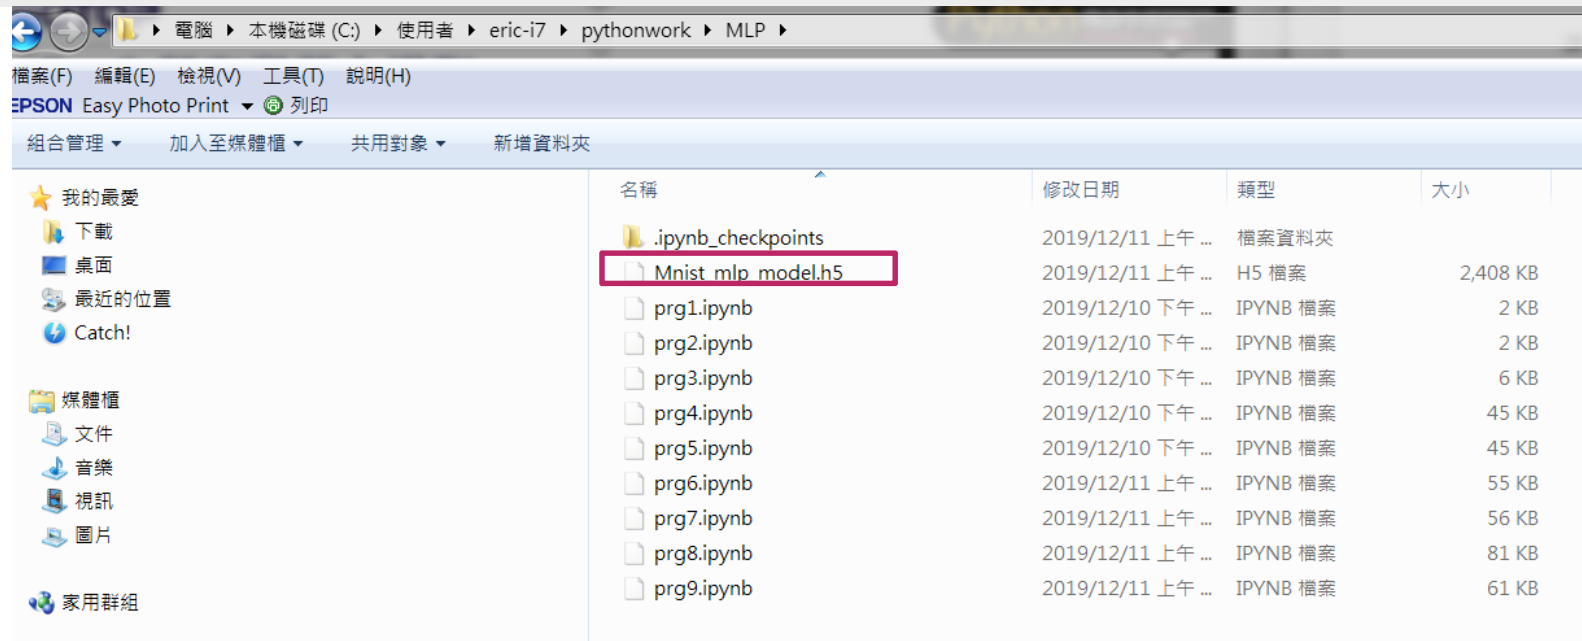 電腦 ▸ 本機磁碟 (C:) ▸ 使用者 ▸ eric-i7 ▸ pythonwork ▸ MLP ▸
檔案(F) 編輯(E) 檢視(V) 工具(T) 說明(H)
EPSON Easy Photo Print 列印
組合管理 加入至媒體櫃 共用對象 新增資料夾
我的最愛
下載
桌面
最近的位置
Catch!
媒體櫃
文件
音樂
視訊
圖片
家用群組
名稱 修改日期 類型 大小
.ipynb_checkpoints 2019/12/11 上午 ... 檔案資料夾
Mnist_mlp_model.h5 2019/12/11 上午 ... H5 檔案 2,408 KB
prg1.ipynb 2019/12/10 下午 ... IPYNB 檔案 2 KB
prg2.ipynb 2019/12/10 下午 ... IPYNB 檔案 2 KB
prg3.ipynb 2019/12/10 下午 ... IPYNB 檔案 6 KB
prg4.ipynb 2019/12/10 下午 ... IPYNB 檔案 45 KB
prg5.ipynb 2019/12/10 下午 ... IPYNB 檔案 45 KB
prg6.ipynb 2019/12/11 上午 ... IPYNB 檔案 55 KB
prg7.ipynb 2019/12/11 上午 ... IPYNB 檔案 56 KB
prg8.ipynb 2019/12/11 上午 ... IPYNB 檔案 81 KB
prg9.ipynb 2019/12/11 上午 ... IPYNB 檔案 61 KB